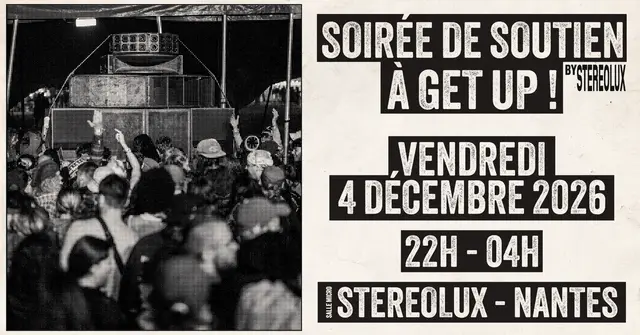 SOIRÉE DE SOUTIEN
À GET UP !
BY STEREOLUX
VENDREDI
4 DÉCEMBRE 2026
22H - 04H
SALLE MICRO
STEREOLUX - NANTES